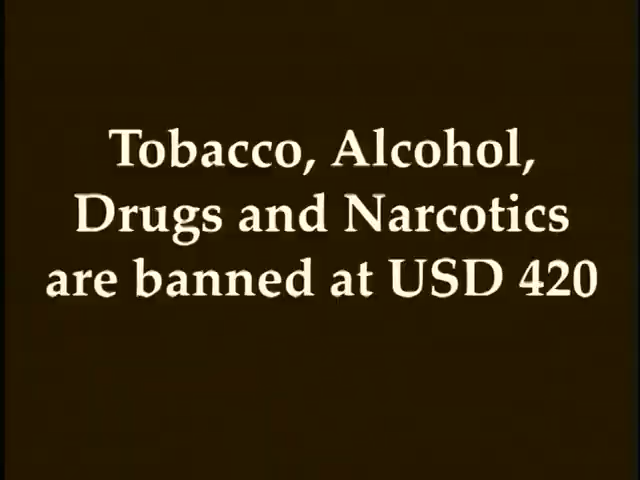 Tobacco, Alcohol,
Drugs and Narcotics
are banned at USD 420